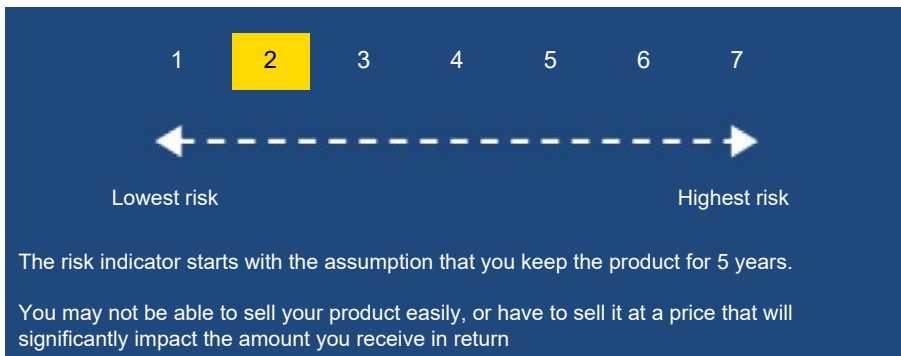 1 2 3 4 5 6 7
Lowest risk Highest risk
The risk indicator starts with the assumption that you keep the product for 5 years.
You may not be able to sell your product easily, or have to sell it at a price that will
significantly impact the amount you receive in return